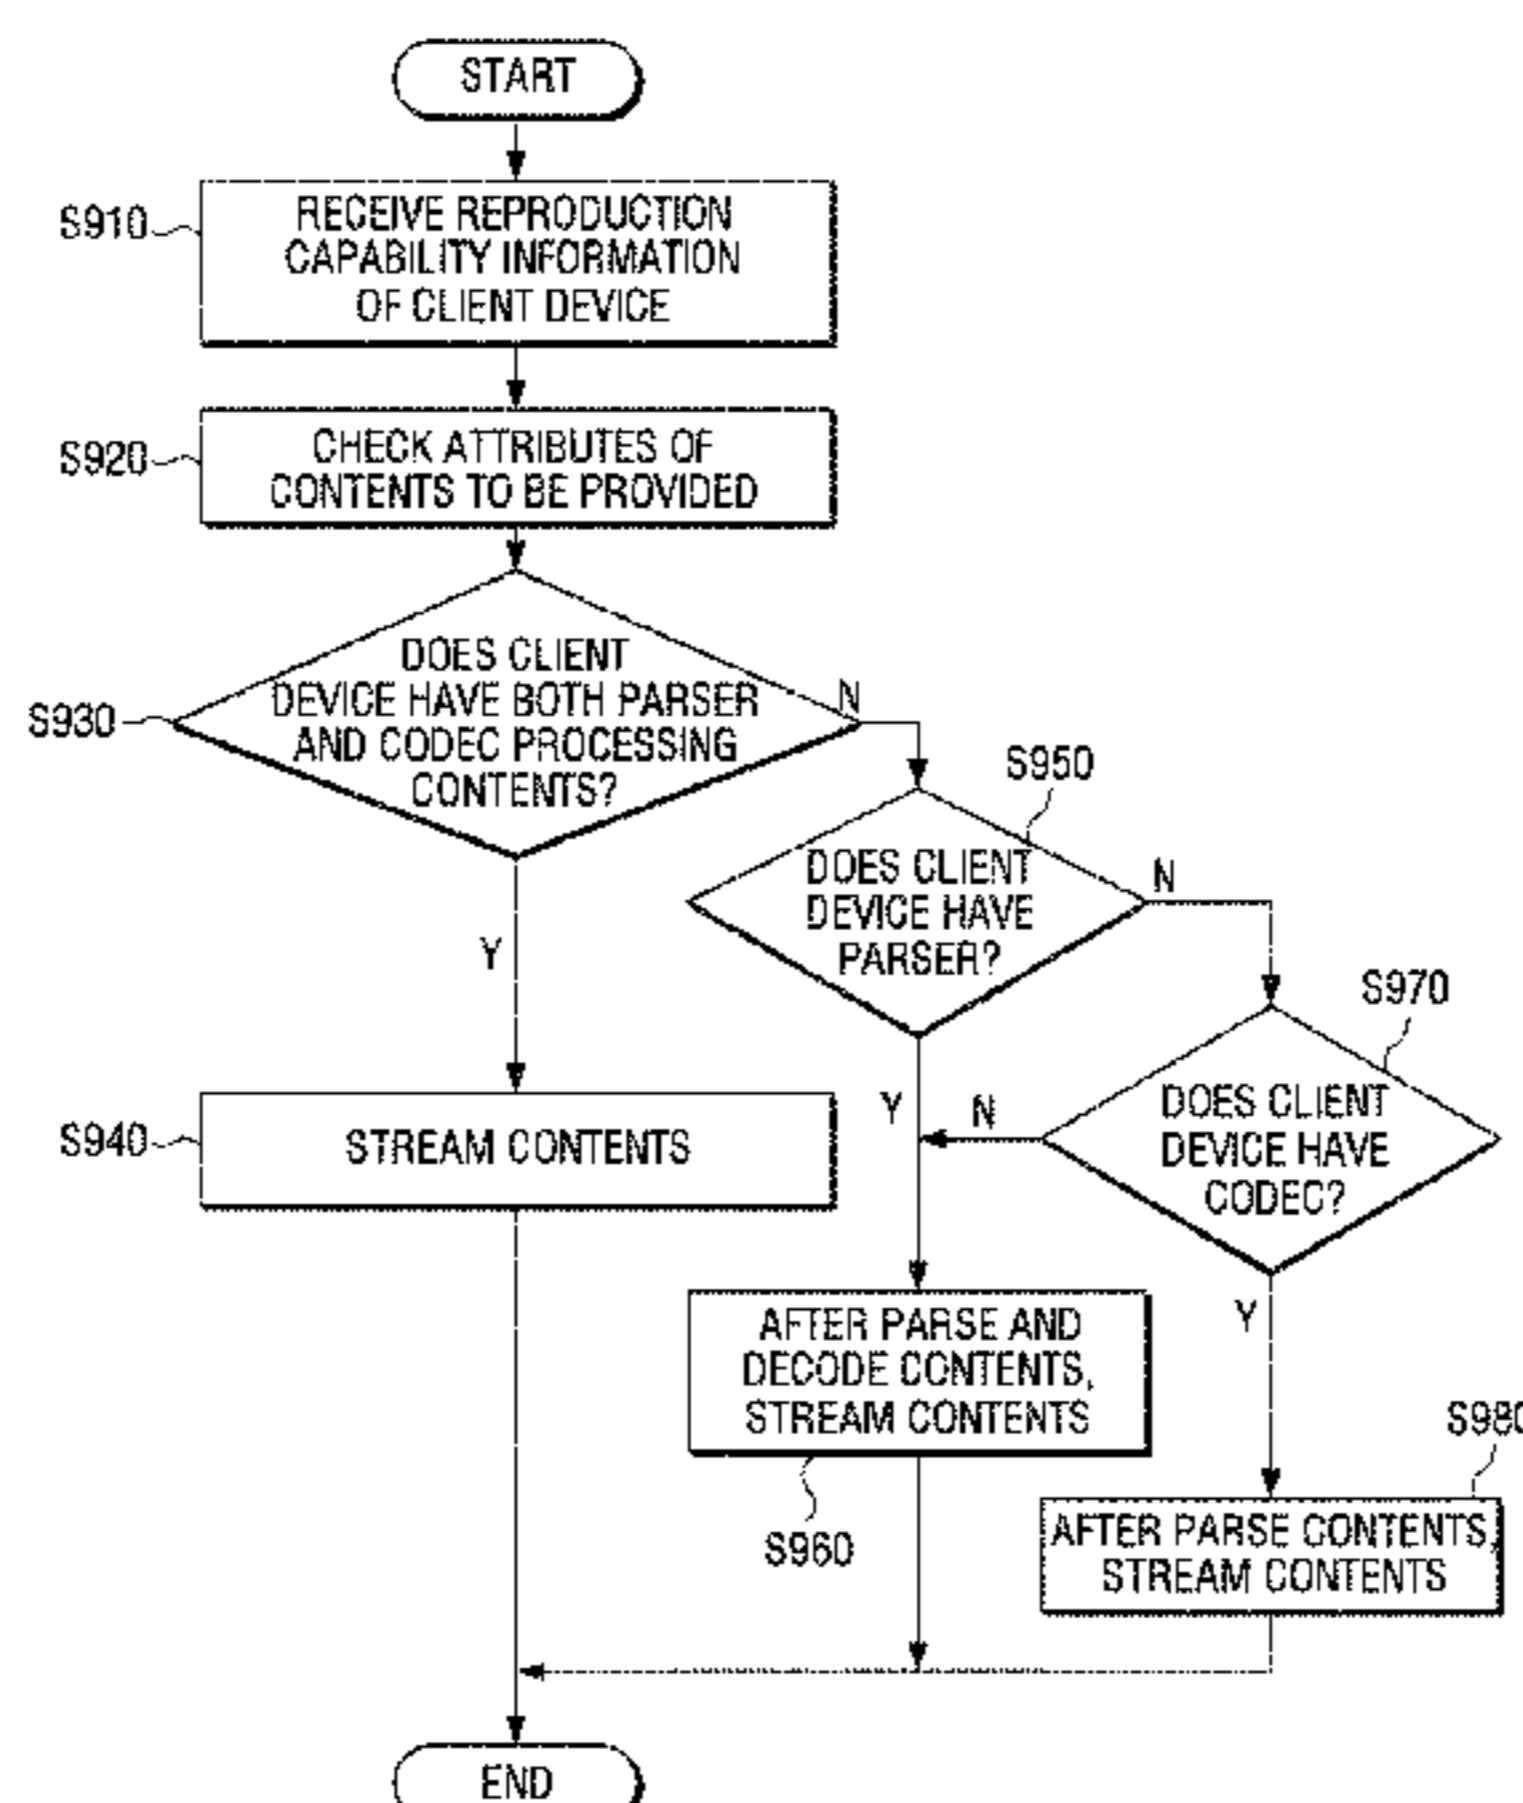 START
S910
RECEIVE REPRODUCTION
CAPABILITY INFORMATION
OF CLIENT DEVICE
S920
CHECK ATTRIBUTES OF
CONTENTS TO BE PROVIDED
S930
DOES CLIENT
DEVICE HAVE BOTH PARSER
AND CODEC PROCESSING
CONTENTS?
N
Y
S950
DOES CLIENT
DEVICE HAVE
PARSER?
N
Y
S970
DOES CLIENT
DEVICE HAVE
CODEC?
N
Y
S940
STREAM CONTENTS
AFTER PARSE AND
DECODE CONTENTS,
STREAM CONTENTS
S960
S980
AFTER PARSE CONTENTS,
STREAM CONTENTS
END